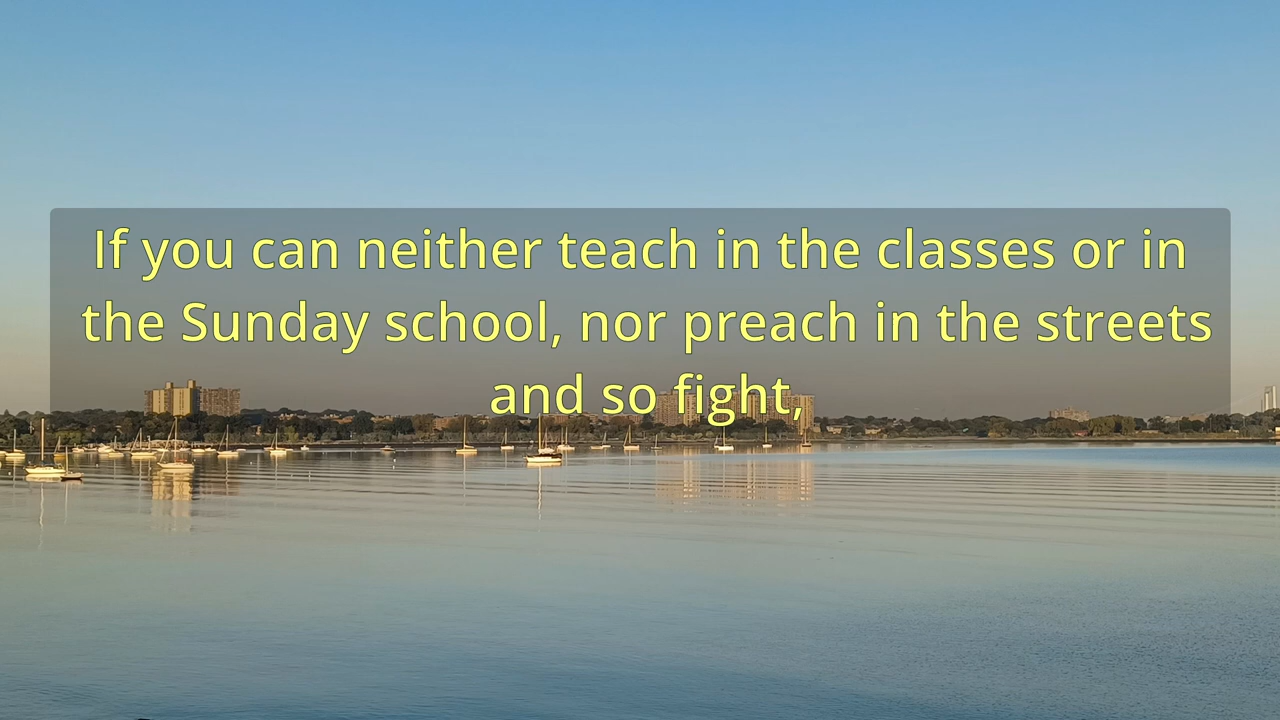 If you can neither teach in the classes or in
the Sunday school, nor preach in the streets
and so fight,